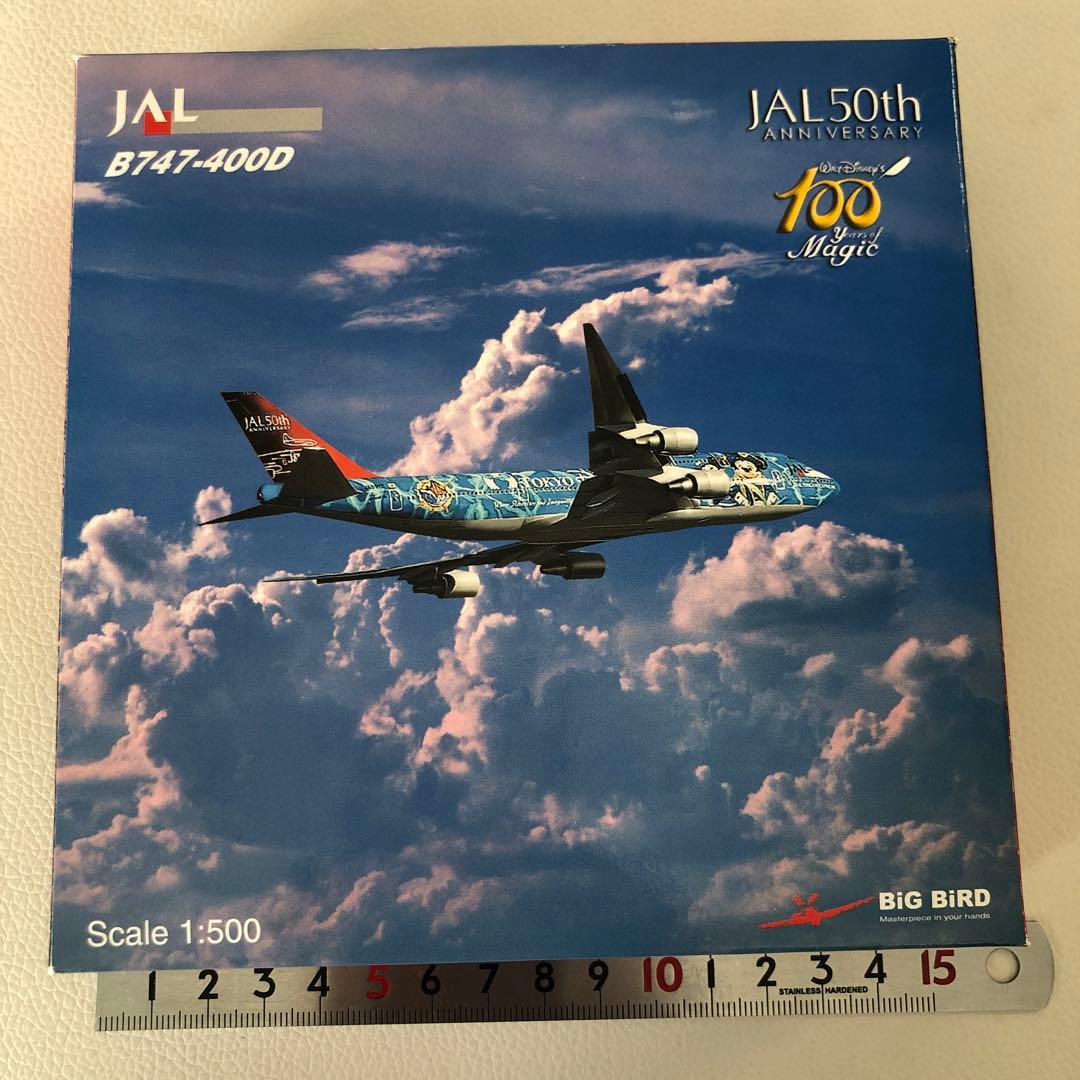 JAL
B747-400D
JAL50th
ANNIVERSARY
Walt Disney's
100
Years of
Magic
JAL50th
ANNIVERSARY
TOKYO
Scale 1:500
BiG BiRD
Masterpiece in your hands
1 2 3 4 5 6 7 8 9 10 1 2 3 4 15
STAINLESS HARDENED